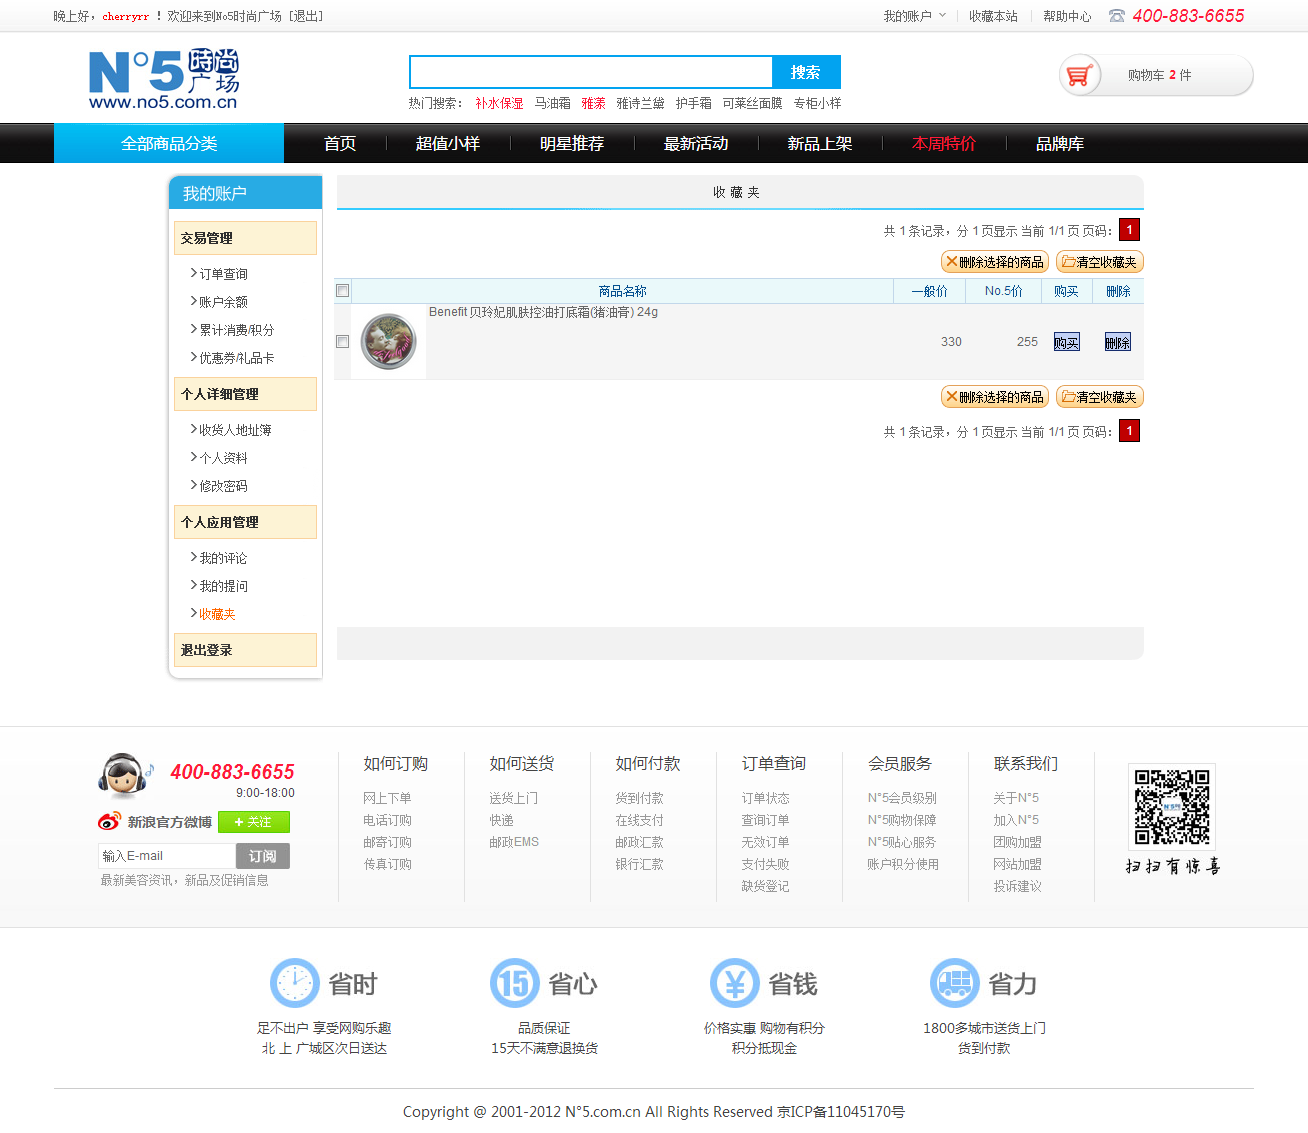 晚上好，cherryrr ！欢迎来到No5时尚广场 [退出]
我的账户 收藏本站 帮助中心 400-883-6655
N°5 時尚广场
www.no5.com.cn
搜索
购物车 2 件
热门搜索： 补水保湿 马油霜 雅漾 雅诗兰黛 护手霜 可莱丝面膜 专柜小样
全部商品分类 首页 超值小样 明星推荐 最新活动 新品上架 本周特价 品牌库
我的账户
交易管理
订单查询
账户余额
累计消费/积分
优惠券/礼品卡
个人详细管理
收货人地址簿
个人资料
修改密码
个人应用管理
我的评论
我的提问
收藏夹
退出登录
收 藏 夹
共 1 条记录，分 1 页显示 当前 1/1 页 页码： 1
删除选择的商品 清空收藏夹
商品名称 一般价 No.5价 购买 删除
Benefit 贝玲妃肌肤控油打底霜(猪油膏) 24g
330 255 购买 删除
删除选择的商品 清空收藏夹
共 1 条记录，分 1 页显示 当前 1/1 页 页码： 1
400-883-6655
9:00-18:00
新浪官方微博 + 关注
输入E-mail 订阅
最新美容资讯，新品及促销信息
如何订购
网上下单
电话订购
邮寄订购
传真订购
如何送货
送货上门
快递
邮政EMS
如何付款
货到付款
在线支付
邮政汇款
银行汇款
订单查询
订单状态
查询订单
无效订单
支付失败
缺货登记
会员服务
N°5会员级别
N°5购物保障
N°5贴心服务
账户积分使用
联系我们
关于N°5
加入N°5
团购加盟
网站加盟
投诉建议
扫扫有惊喜
省时
足不出户 享受网购乐趣
北 上 广城区次日送达
15 省心
品质保证
15天不满意退换货
¥ 省钱
价格实惠 购物有积分
积分抵现金
省力
1800多城市送货上门
货到付款
Copyright @ 2001-2012 N°5.com.cn All Rights Reserved 京ICP备11045170号